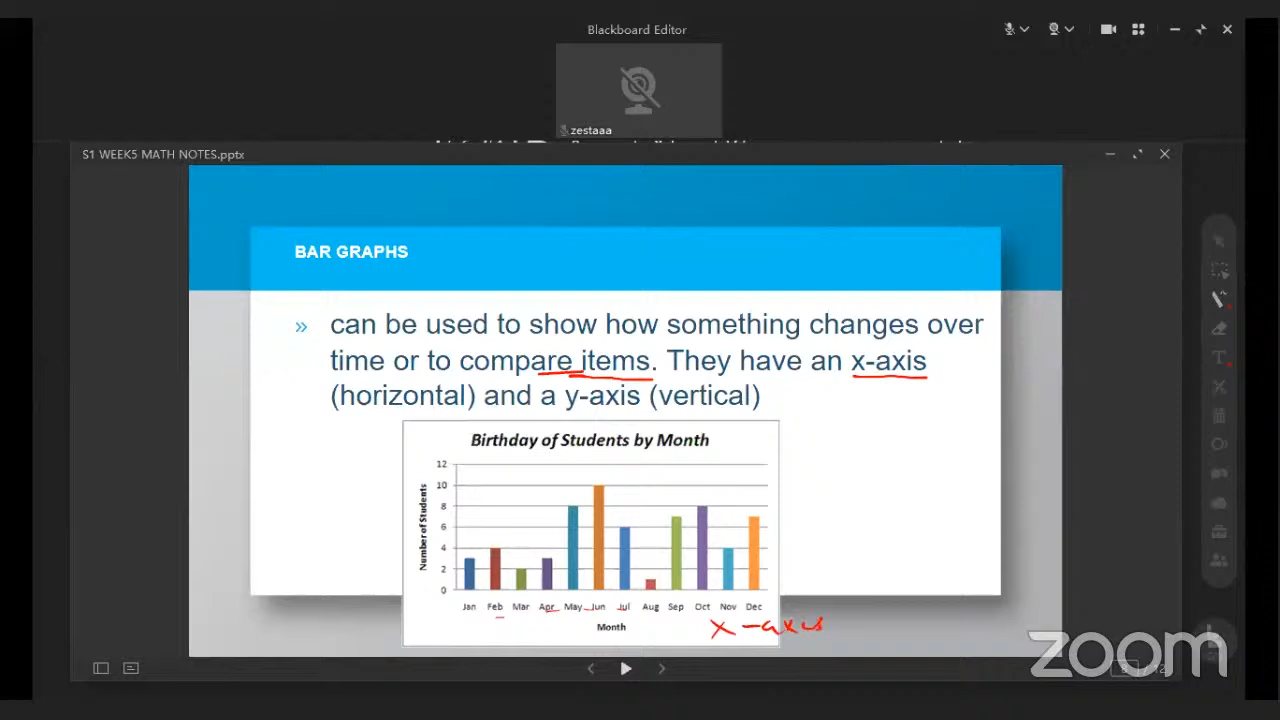 Blackboard Editor
zestaaa
S1 WEEK5 MATH NOTES.pptx
BAR GRAPHS
» can be used to show how something changes over
time or to compare items. They have an x-axis
(horizontal) and a y-axis (vertical)
Birthday of Students by Month
Number of Students
12
10
8
6
4
2
0
Jan Feb Mar Apr May Jun Jul Aug Sep Oct Nov Dec
Month
x-axis
zoom